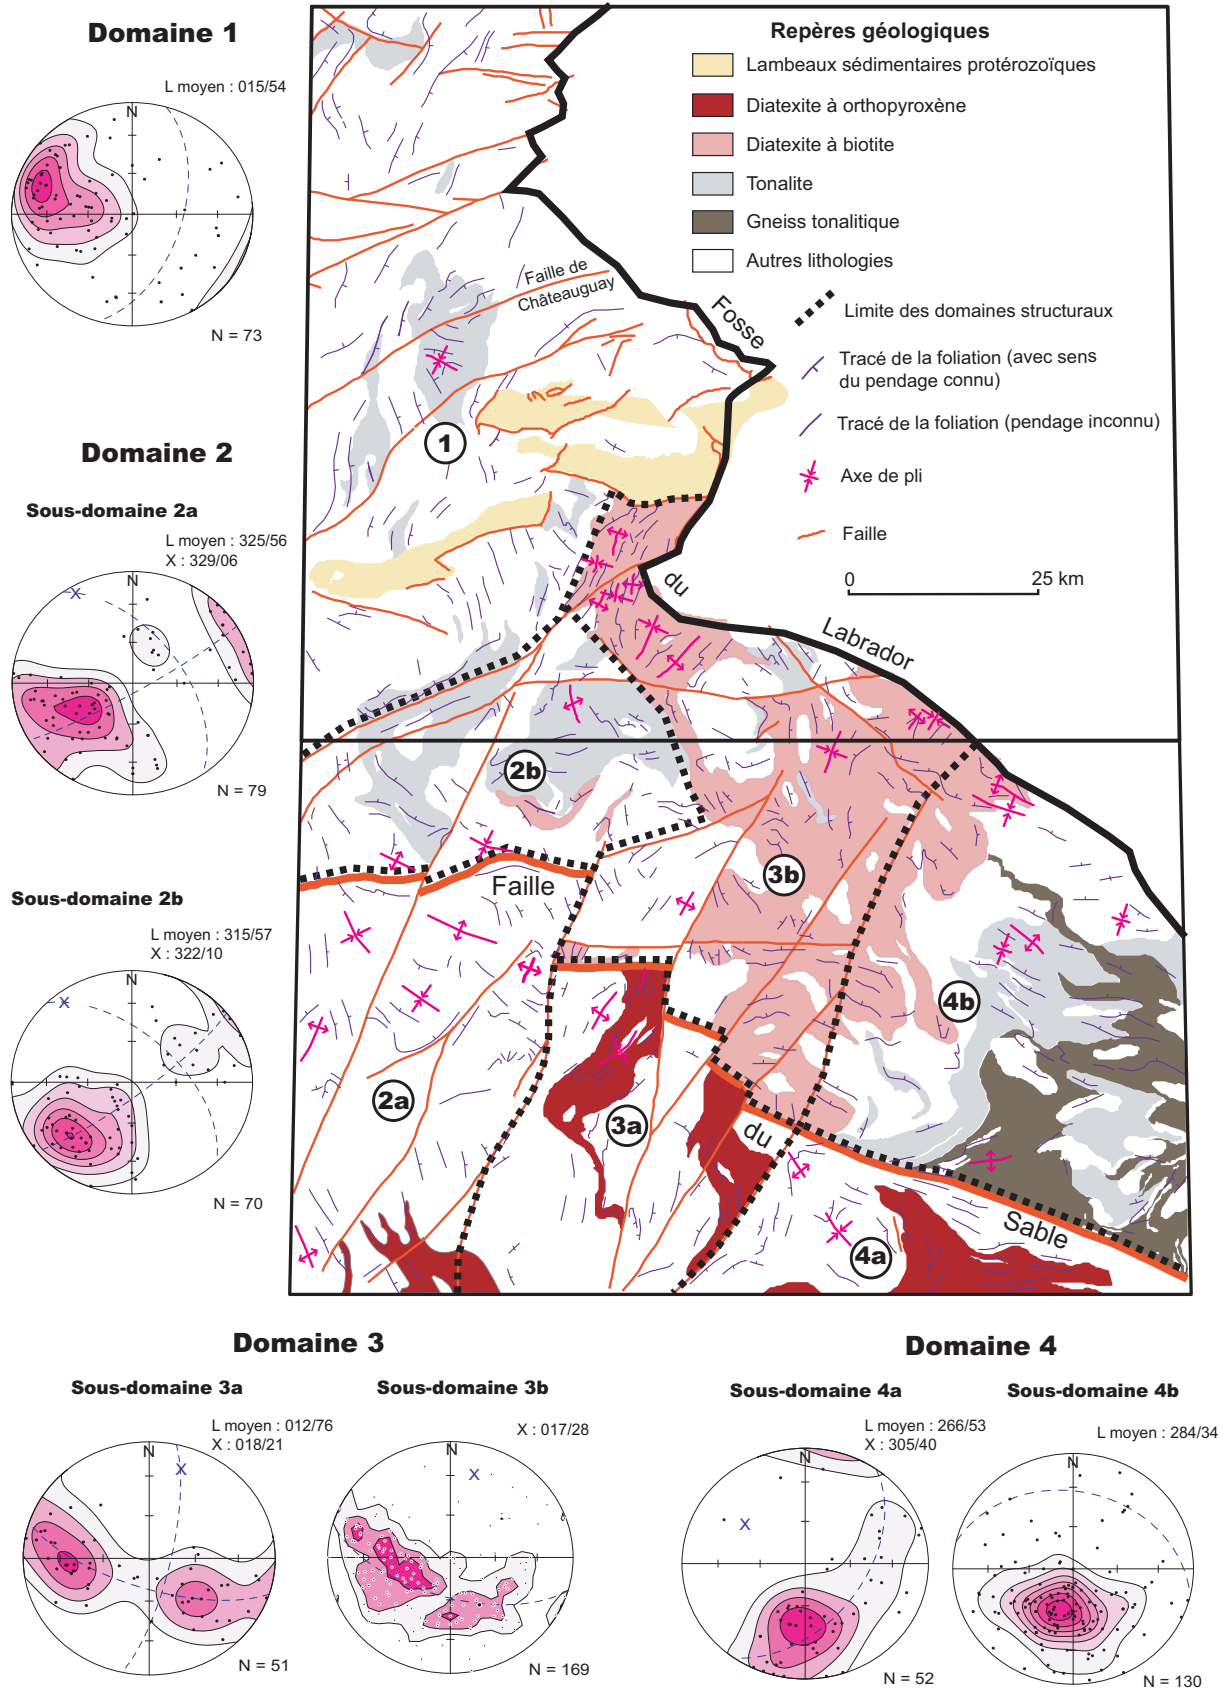 Domaine 1
L moyen : 015/54
N
N = 73
Domaine 2
Sous-domaine 2a
L moyen : 325/56
X : 329/06
N
X
N = 79
Sous-domaine 2b
L moyen : 315/57
X : 322/10
N
X
N = 70
Repères géologiques
Lambeaux sédimentaires protérozoïques
Diatexite à orthopyroxène
Diatexite à biotite
Tonalite
Gneiss tonalitique
Autres lithologies
Limite des domaines structuraux
Tracé de la foliation (avec sens
du pendage connu)
Tracé de la foliation (pendage inconnu)
Axe de pli
Faille
0 25 km
Faille de
Châteauguay
Fosse
du
Labrador
1
2b
3b
Faille
4b
2a
3a
du
Sable
4a
Domaine 3
Sous-domaine 3a
L moyen : 012/76
X : 018/21
N
X
N = 51
Sous-domaine 3b
X : 017/28
N
X
N = 169
Domaine 4
Sous-domaine 4a
L moyen : 266/53
X : 305/40
N
X
N = 52
Sous-domaine 4b
L moyen : 284/34
N
N = 130